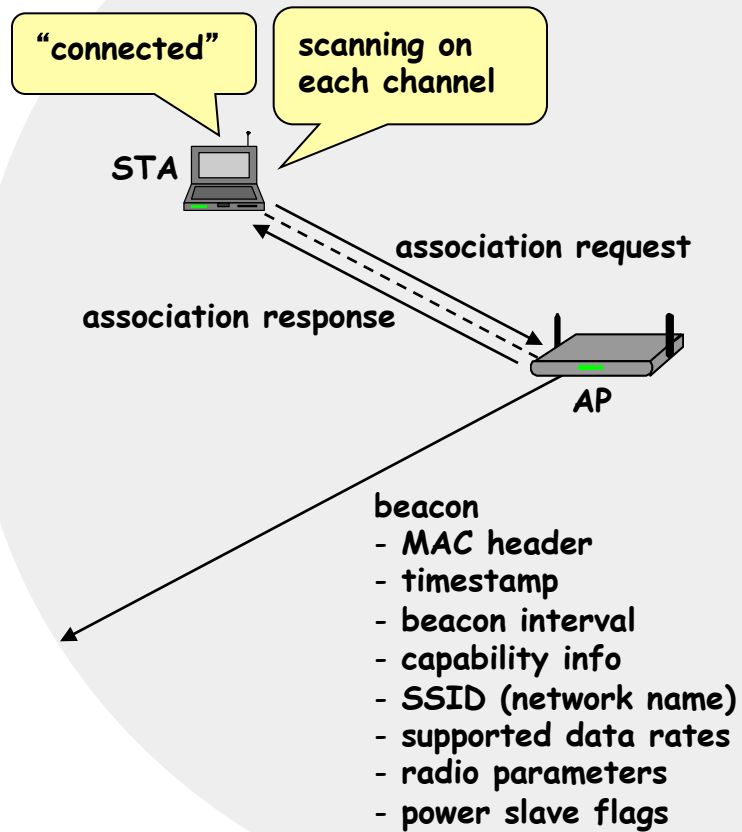 “connected”
scanning on
each channel
STA
association request
association response
AP
beacon
- MAC header
- timestamp
- beacon interval
- capability info
- SSID (network name)
- supported data rates
- radio parameters
- power slave flags